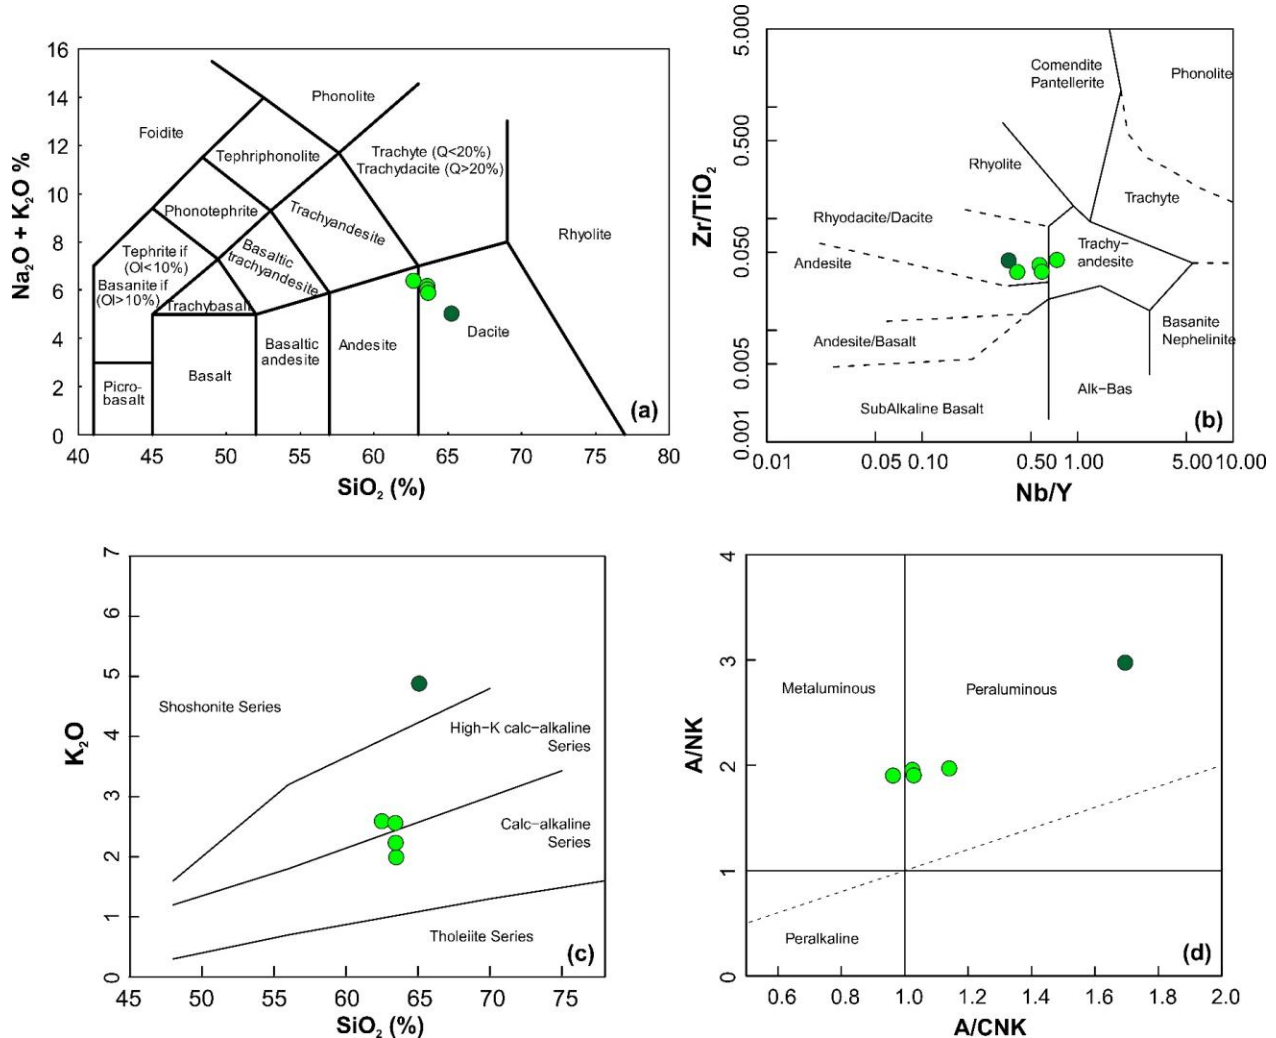 16
14
12
10
8
6
4
2
0
Na₂O + K₂O %
Foidite
Phonolite
Tephriphonolite
Trachyte (Q<20%)
Trachydacite (Q>20%)
Phonotephrite
Trachyandesite
Rhyolite
Tephrite if
(Ol<10%)
Basanite if
(Ol>10%)
Basaltic
trachyandesite
Trachybasalt
Picro-
basalt
Basalt
Basaltic
andesite
Andesite
Dacite
(a)
40 45 50 55 60 65 70 75 80
SiO₂ (%)
5.000
0.500
0.050
0.005
0.001
Zr/TiO₂
Comendite
Pantellerite
Phonolite
Rhyolite
Trachyte
Rhyodacite/Dacite
Andesite
Trachy−
andesite
Andesite/Basalt
Basanite
Nephelinite
SubAlkaline Basalt
Alk−Bas
(b)
0.01 0.05 0.10 0.50 1.00 5.00 10.00
Nb/Y
7
6
5
4
3
2
1
0
K₂O
Shoshonite Series
High−K calc−alkaline
Series
Calc−alkaline
Series
Tholeiite Series
(c)
45 50 55 60 65 70 75
SiO₂ (%)
4
3
2
1
0
A/NK
Metaluminous
Peraluminous
Peralkaline
(d)
0.6 0.8 1.0 1.2 1.4 1.6 1.8 2.0
A/CNK